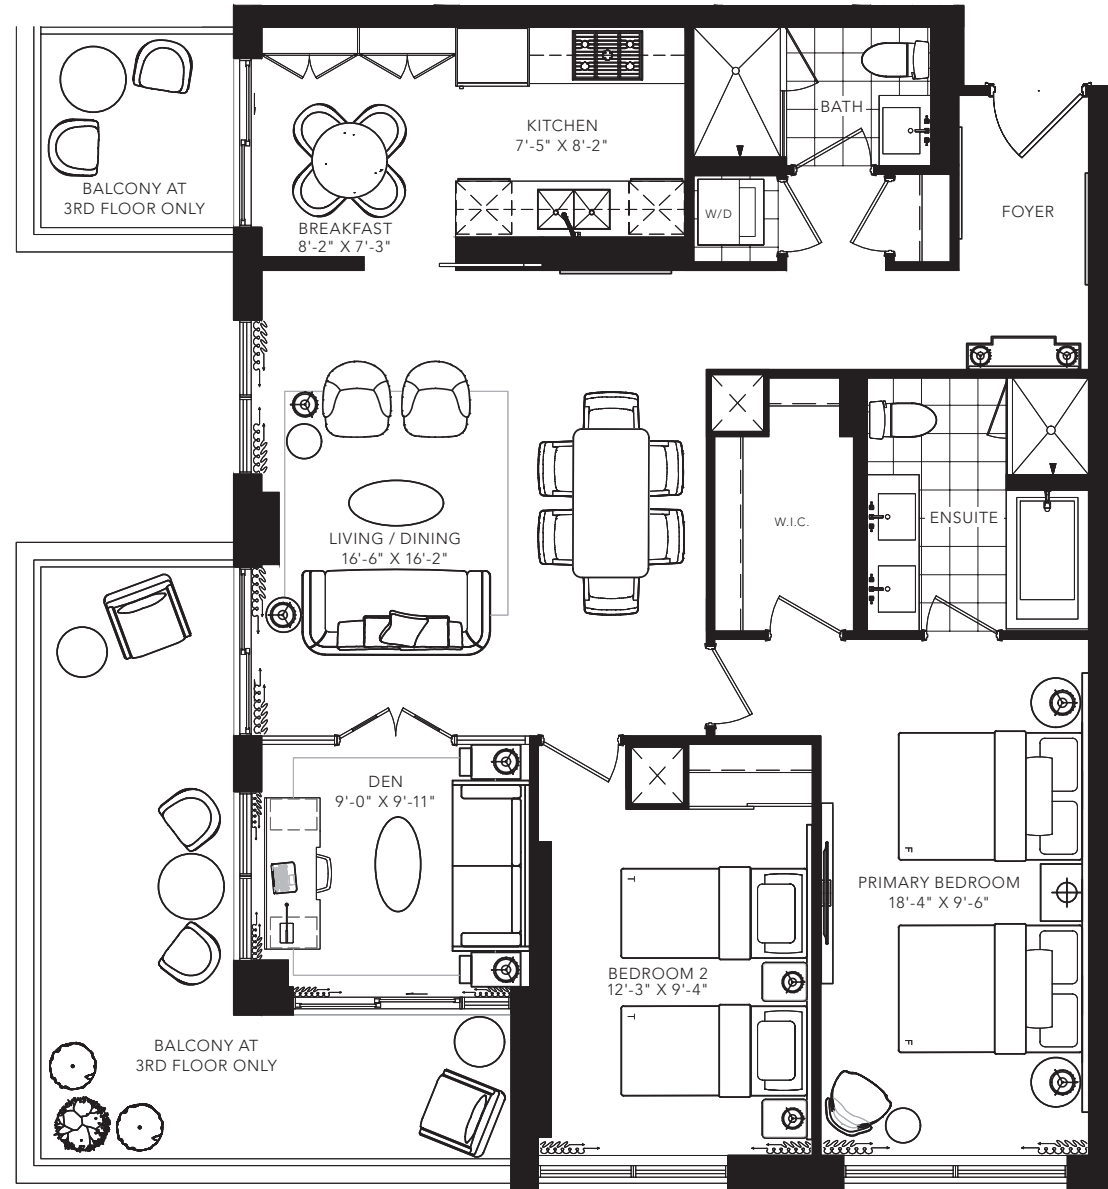 KITCHEN
7'-5" X 8'-2"
BATH
BALCONY AT
3RD FLOOR ONLY
BREAKFAST
8'-2" X 7'-3"
W/D
FOYER
LIVING / DINING
16'-6" X 16'-2"
W.I.C.
ENSUITE
DEN
9'-0" X 9'-11"
F
PRIMARY BEDROOM
18'-4" X 9'-6"
T
BEDROOM 2
12'-3" X 9'-4"
T
F
BALCONY AT
3RD FLOOR ONLY